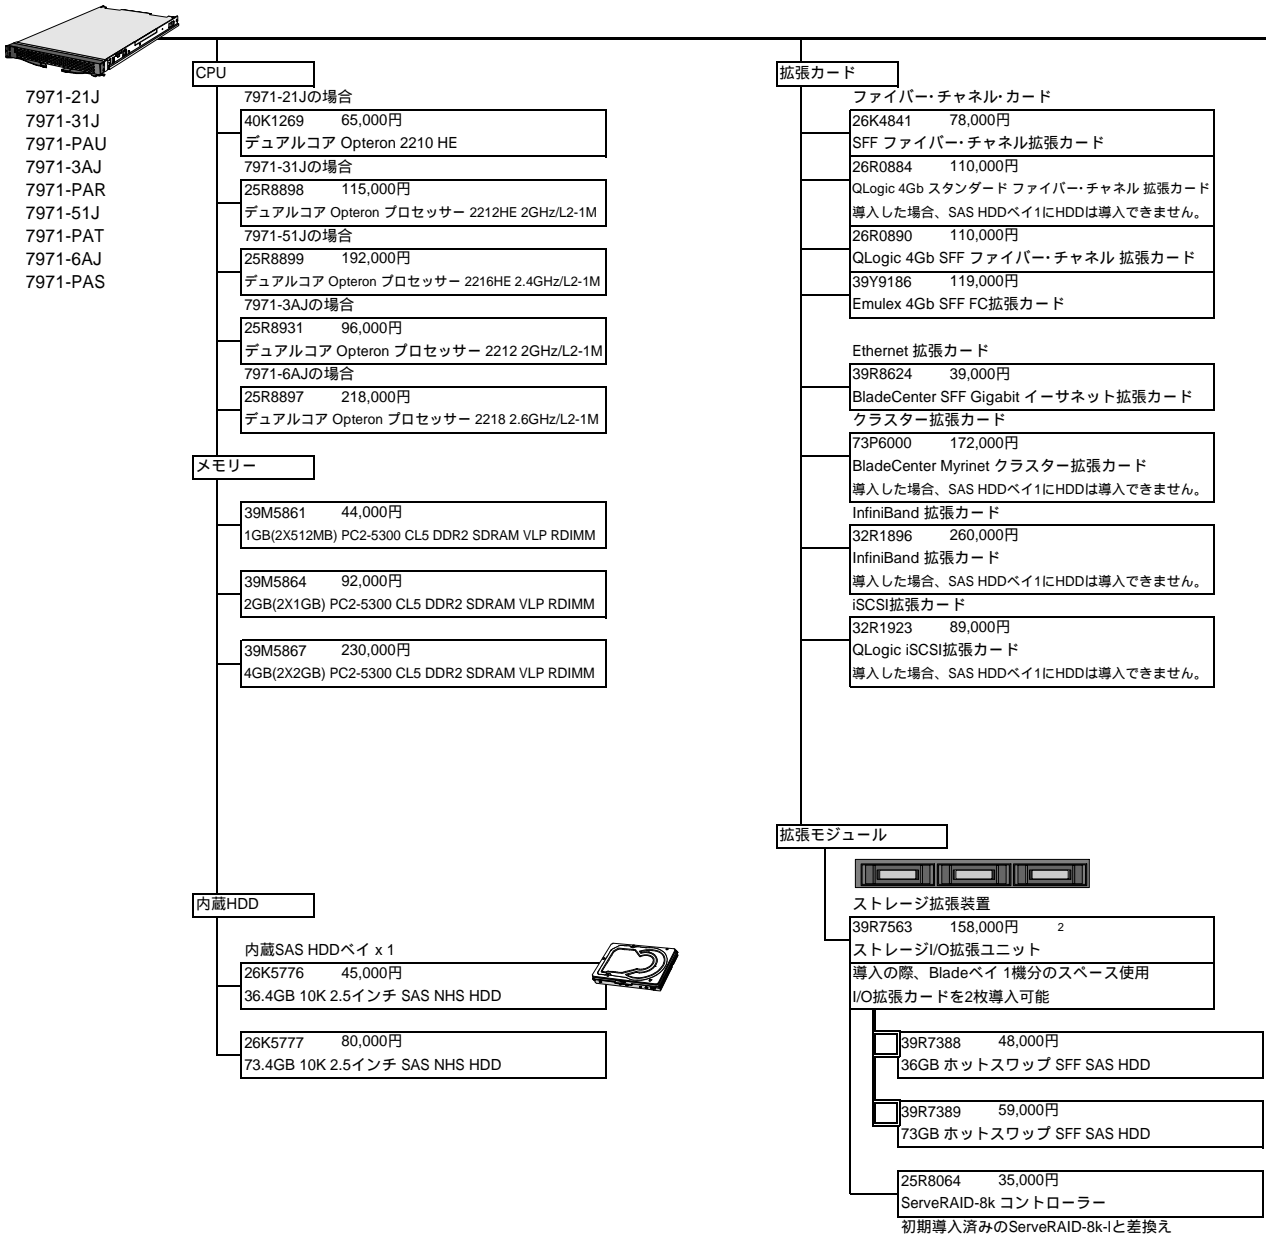 7971-21J
7971-31J
7971-PAU
7971-3AJ
7971-PAR
7971-51J
7971-PAT
7971-6AJ
7971-PAS
CPU
7971-21Jの場合
40K1269 65,000円
デュアルコア Opteron 2210 HE
7971-31Jの場合
25R8898 115,000円
デュアルコア Opteron プロセッサー 2212HE 2GHz/L2-1M
7971-51Jの場合
25R8899 192,000円
デュアルコア Opteron プロセッサー 2216HE 2.4GHz/L2-1M
7971-3AJの場合
25R8931 96,000円
デュアルコア Opteron プロセッサー 2212 2GHz/L2-1M
7971-6AJの場合
25R8897 218,000円
デュアルコア Opteron プロセッサー 2218 2.6GHz/L2-1M
メモリー
39M5861 44,000円
1GB(2X512MB) PC2-5300 CL5 DDR2 SDRAM VLP RDIMM
39M5864 92,000円
2GB(2X1GB) PC2-5300 CL5 DDR2 SDRAM VLP RDIMM
39M5867 230,000円
4GB(2X2GB) PC2-5300 CL5 DDR2 SDRAM VLP RDIMM
内蔵HDD
内蔵SAS HDDベイ x 1
26K5776 45,000円
36.4GB 10K 2.5インチ SAS NHS HDD
26K5777 80,000円
73.4GB 10K 2.5インチ SAS NHS HDD
拡張カード
ファイバー・チャネル・カード
26K4841 78,000円
SFF ファイバー・チャネル拡張カード
26R0884 110,000円
QLogic 4Gb スタンダード ファイバー・チャネル 拡張カード
導入した場合、SAS HDDベイ1にHDDは導入できません。
26R0890 110,000円
QLogic 4Gb SFF ファイバー・チャネル 拡張カード
39Y9186 119,000円
Emulex 4Gb SFF FC拡張カード
Ethernet 拡張カード
39R8624 39,000円
BladeCenter SFF Gigabit イーサネット拡張カード
クラスター拡張カード
73P6000 172,000円
BladeCenter Myrinet クラスター拡張カード
導入した場合、SAS HDDベイ1にHDDは導入できません。
InfiniBand 拡張カード
32R1896 260,000円
InfiniBand 拡張カード
導入した場合、SAS HDDベイ1にHDDは導入できません。
iSCSI拡張カード
32R1923 89,000円
QLogic iSCSI拡張カード
導入した場合、SAS HDDベイ1にHDDは導入できません。
拡張モジュール
ストレージ拡張装置
39R7563 158,000円 2
ストレージI/O拡張ユニット
導入の際、Bladeベイ 1機分のスペース使用
I/O拡張カードを2枚導入可能
39R7388 48,000円
36GB ホットスワップ SFF SAS HDD
39R7389 59,000円
73GB ホットスワップ SFF SAS HDD
25R8064 35,000円
ServeRAID-8k コントローラー
初期導入済みのServeRAID-8k-lと差換え